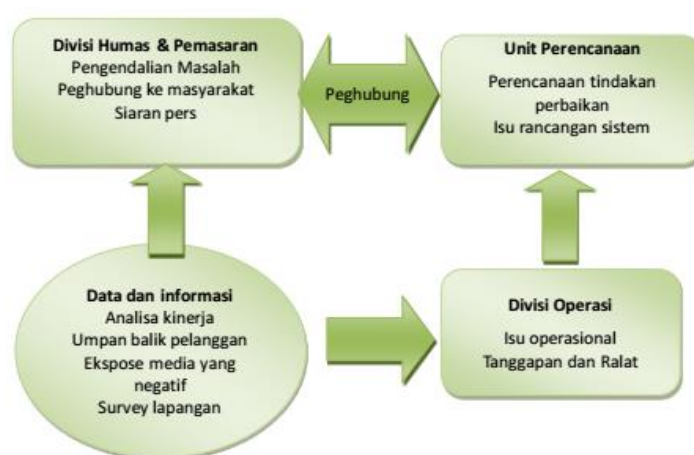 Divisi Humas & Pemasaran
Pengendalian Masalah
Peghubung ke masyarakat
Siaran pers
Peghubung
Unit Perencanaan
Perencanaan tindakan
perbaikan
Isu rancangan sistem
Data dan informasi
Analisa kinerja
Umpan balik pelanggan
Ekspose media yang
negatif
Survey lapangan
Divisi Operasi
Isu operasional
Tanggapan dan Ralat